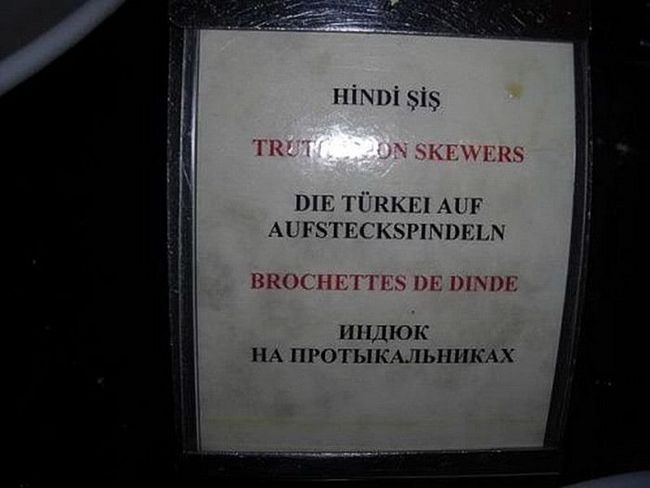 HİNDİ ŞİŞ
ON SKEWERS
DIE TÜRKEI AUF
AUFSTECKSPINDELN
BROCHETTES DE DINDE
ИНДЮК
НА ПРОТЫКАЛЬНИКАХ